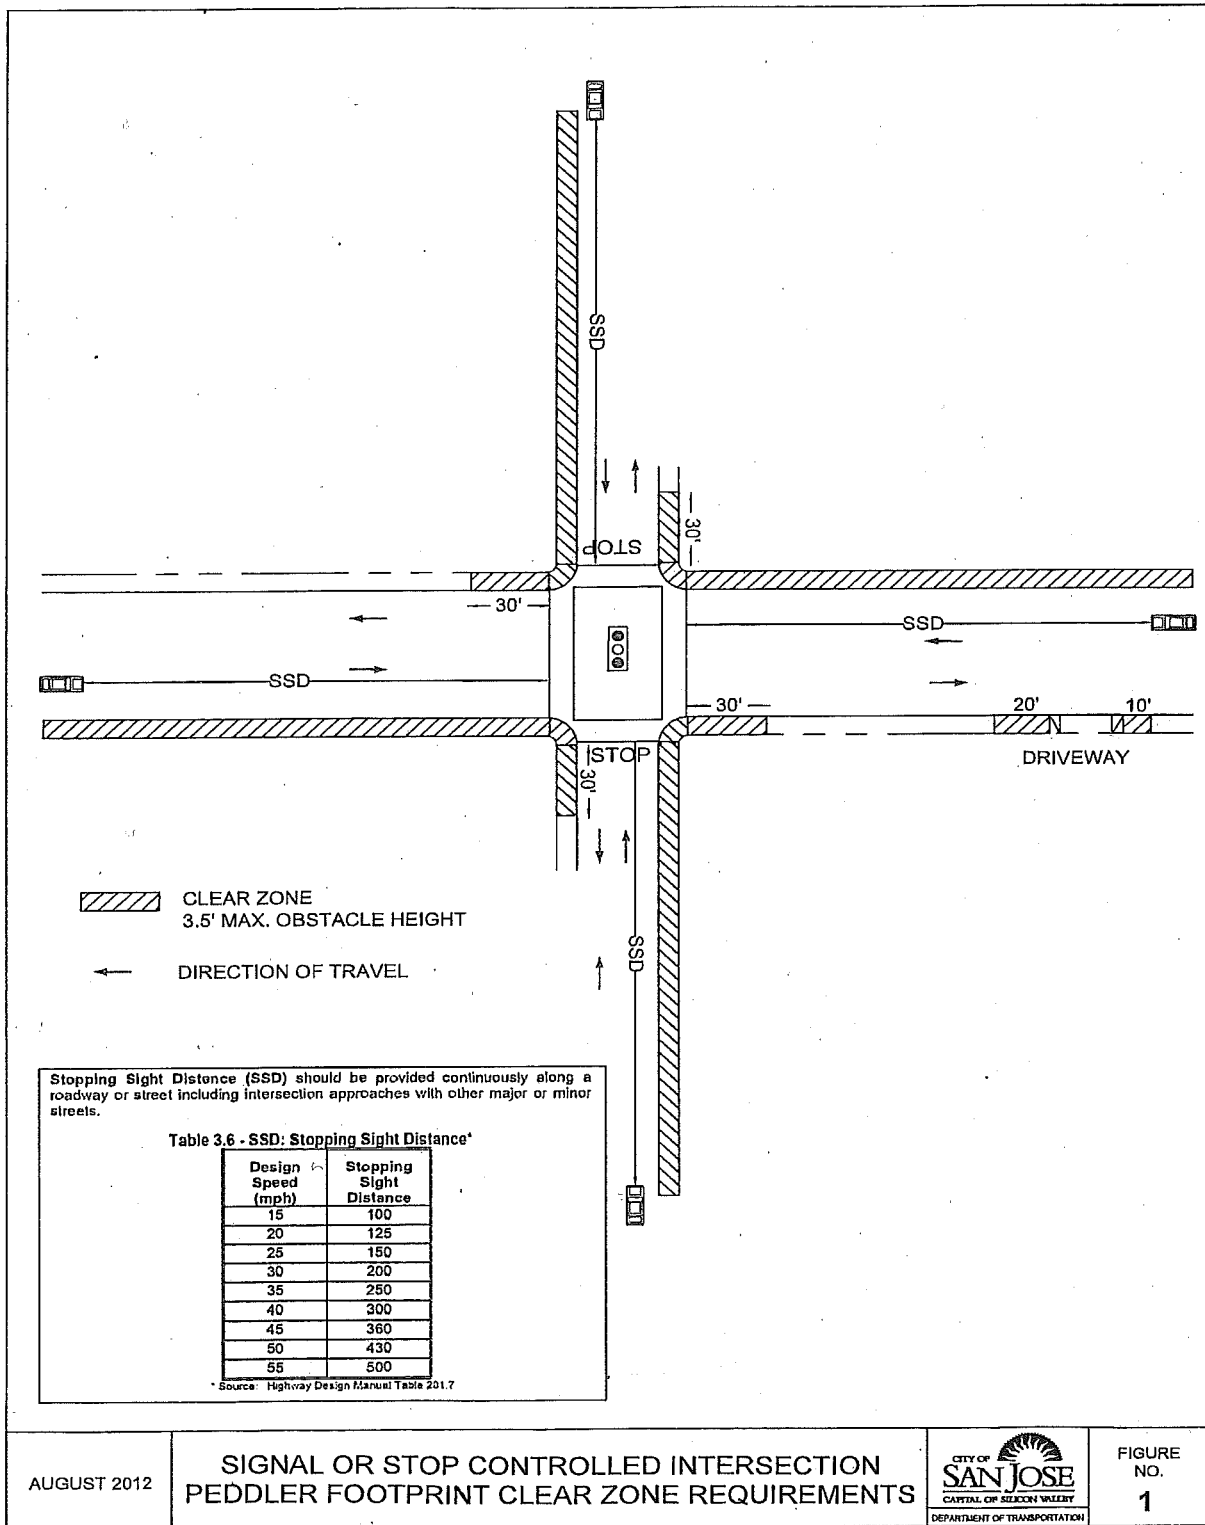 SSD
STOP
30'
30'
SSD
SSD
30'
20'
10'
DRIVEWAY
STOP
30'
SSD
CLEAR ZONE
3.5' MAX. OBSTACLE HEIGHT
DIRECTION OF TRAVEL
Stopping Sight Distance (SSD) should be provided continuously along a
roadway or street including intersection approaches with other major or minor
streets.
Table 3.6 - SSD: Stopping Sight Distance*
Design Speed (mph) Stopping Sight Distance
15 100
20 125
25 150
30 200
35 250
40 300
45 360
50 430
55 500
* Source: Highway Design Manual Table 201.7
AUGUST 2012
SIGNAL OR STOP CONTROLLED INTERSECTION
PEDDLER FOOTPRINT CLEAR ZONE REQUIREMENTS
CITY OF
SAN JOSE
CAPITAL OF SILICON VALLEY
DEPARTMENT OF TRANSPORTATION
FIGURE
NO.
1